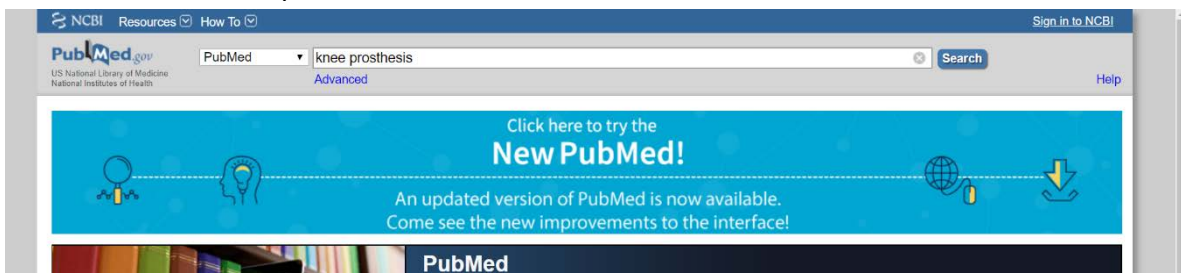 NCBI Resources How To Sign in to NCBI
PubMed.gov PubMed knee prosthesis Search
US National Library of Medicine
National Institutes of Health
Advanced Help
Click here to try the
New PubMed!
An updated version of PubMed is now available.
Come see the new improvements to the interface!
PubMed